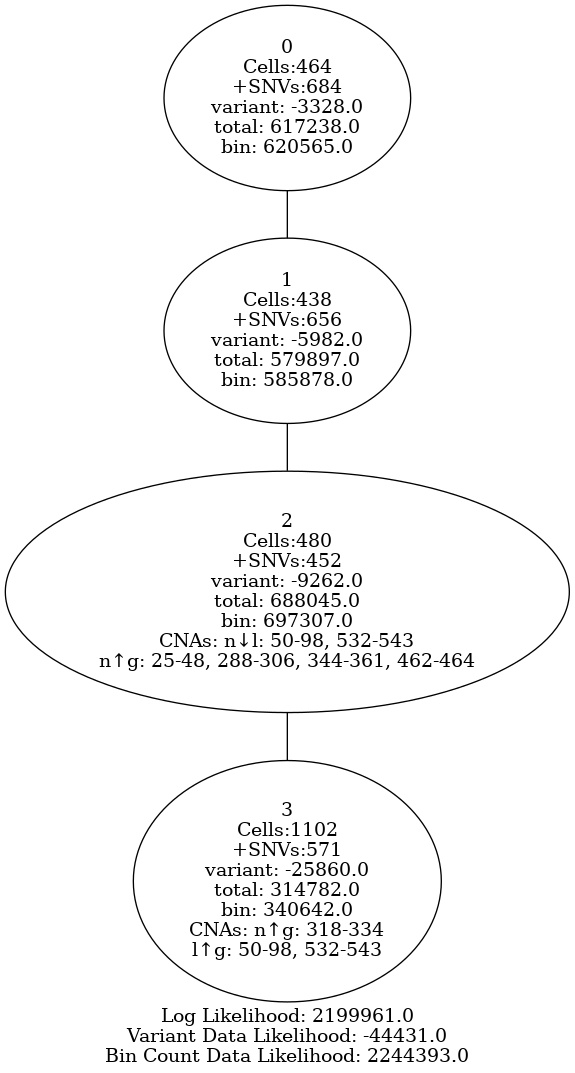 0
Cells:464
+SNVs:684
variant: -3328.0
total: 617238.0
bin: 620565.0
1
Cells:438
+SNVs:656
variant: -5982.0
total: 579897.0
bin: 585878.0
2
Cells:480
+SNVs:452
variant: -9262.0
total: 688045.0
bin: 697307.0
CNAs: n↓l: 50-98, 532-543
n↑g: 25-48, 288-306, 344-361, 462-464
3
Cells:1102
+SNVs:571
variant: -25860.0
total: 314782.0
bin: 340642.0
CNAs: n↑g: 318-334
l↑g: 50-98, 532-543
Log Likelihood: 2199961.0
Variant Data Likelihood: -44431.0
Bin Count Data Likelihood: 2244393.0